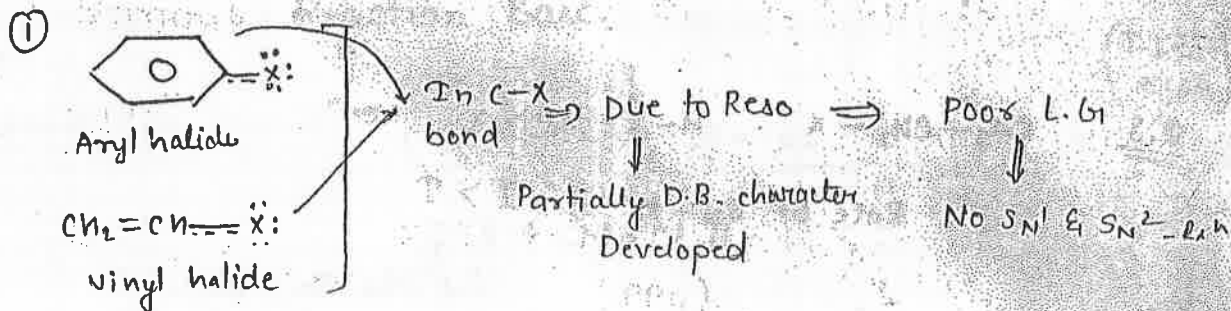 ①
X:
Aryl halide
CH₂ = CH == X:
vinyl halide
In C-X ⇒ Due to Reso ⇒ Poor L.G
bond
Partially D.B. character
Developed
No SN¹ & SN² - Rxn